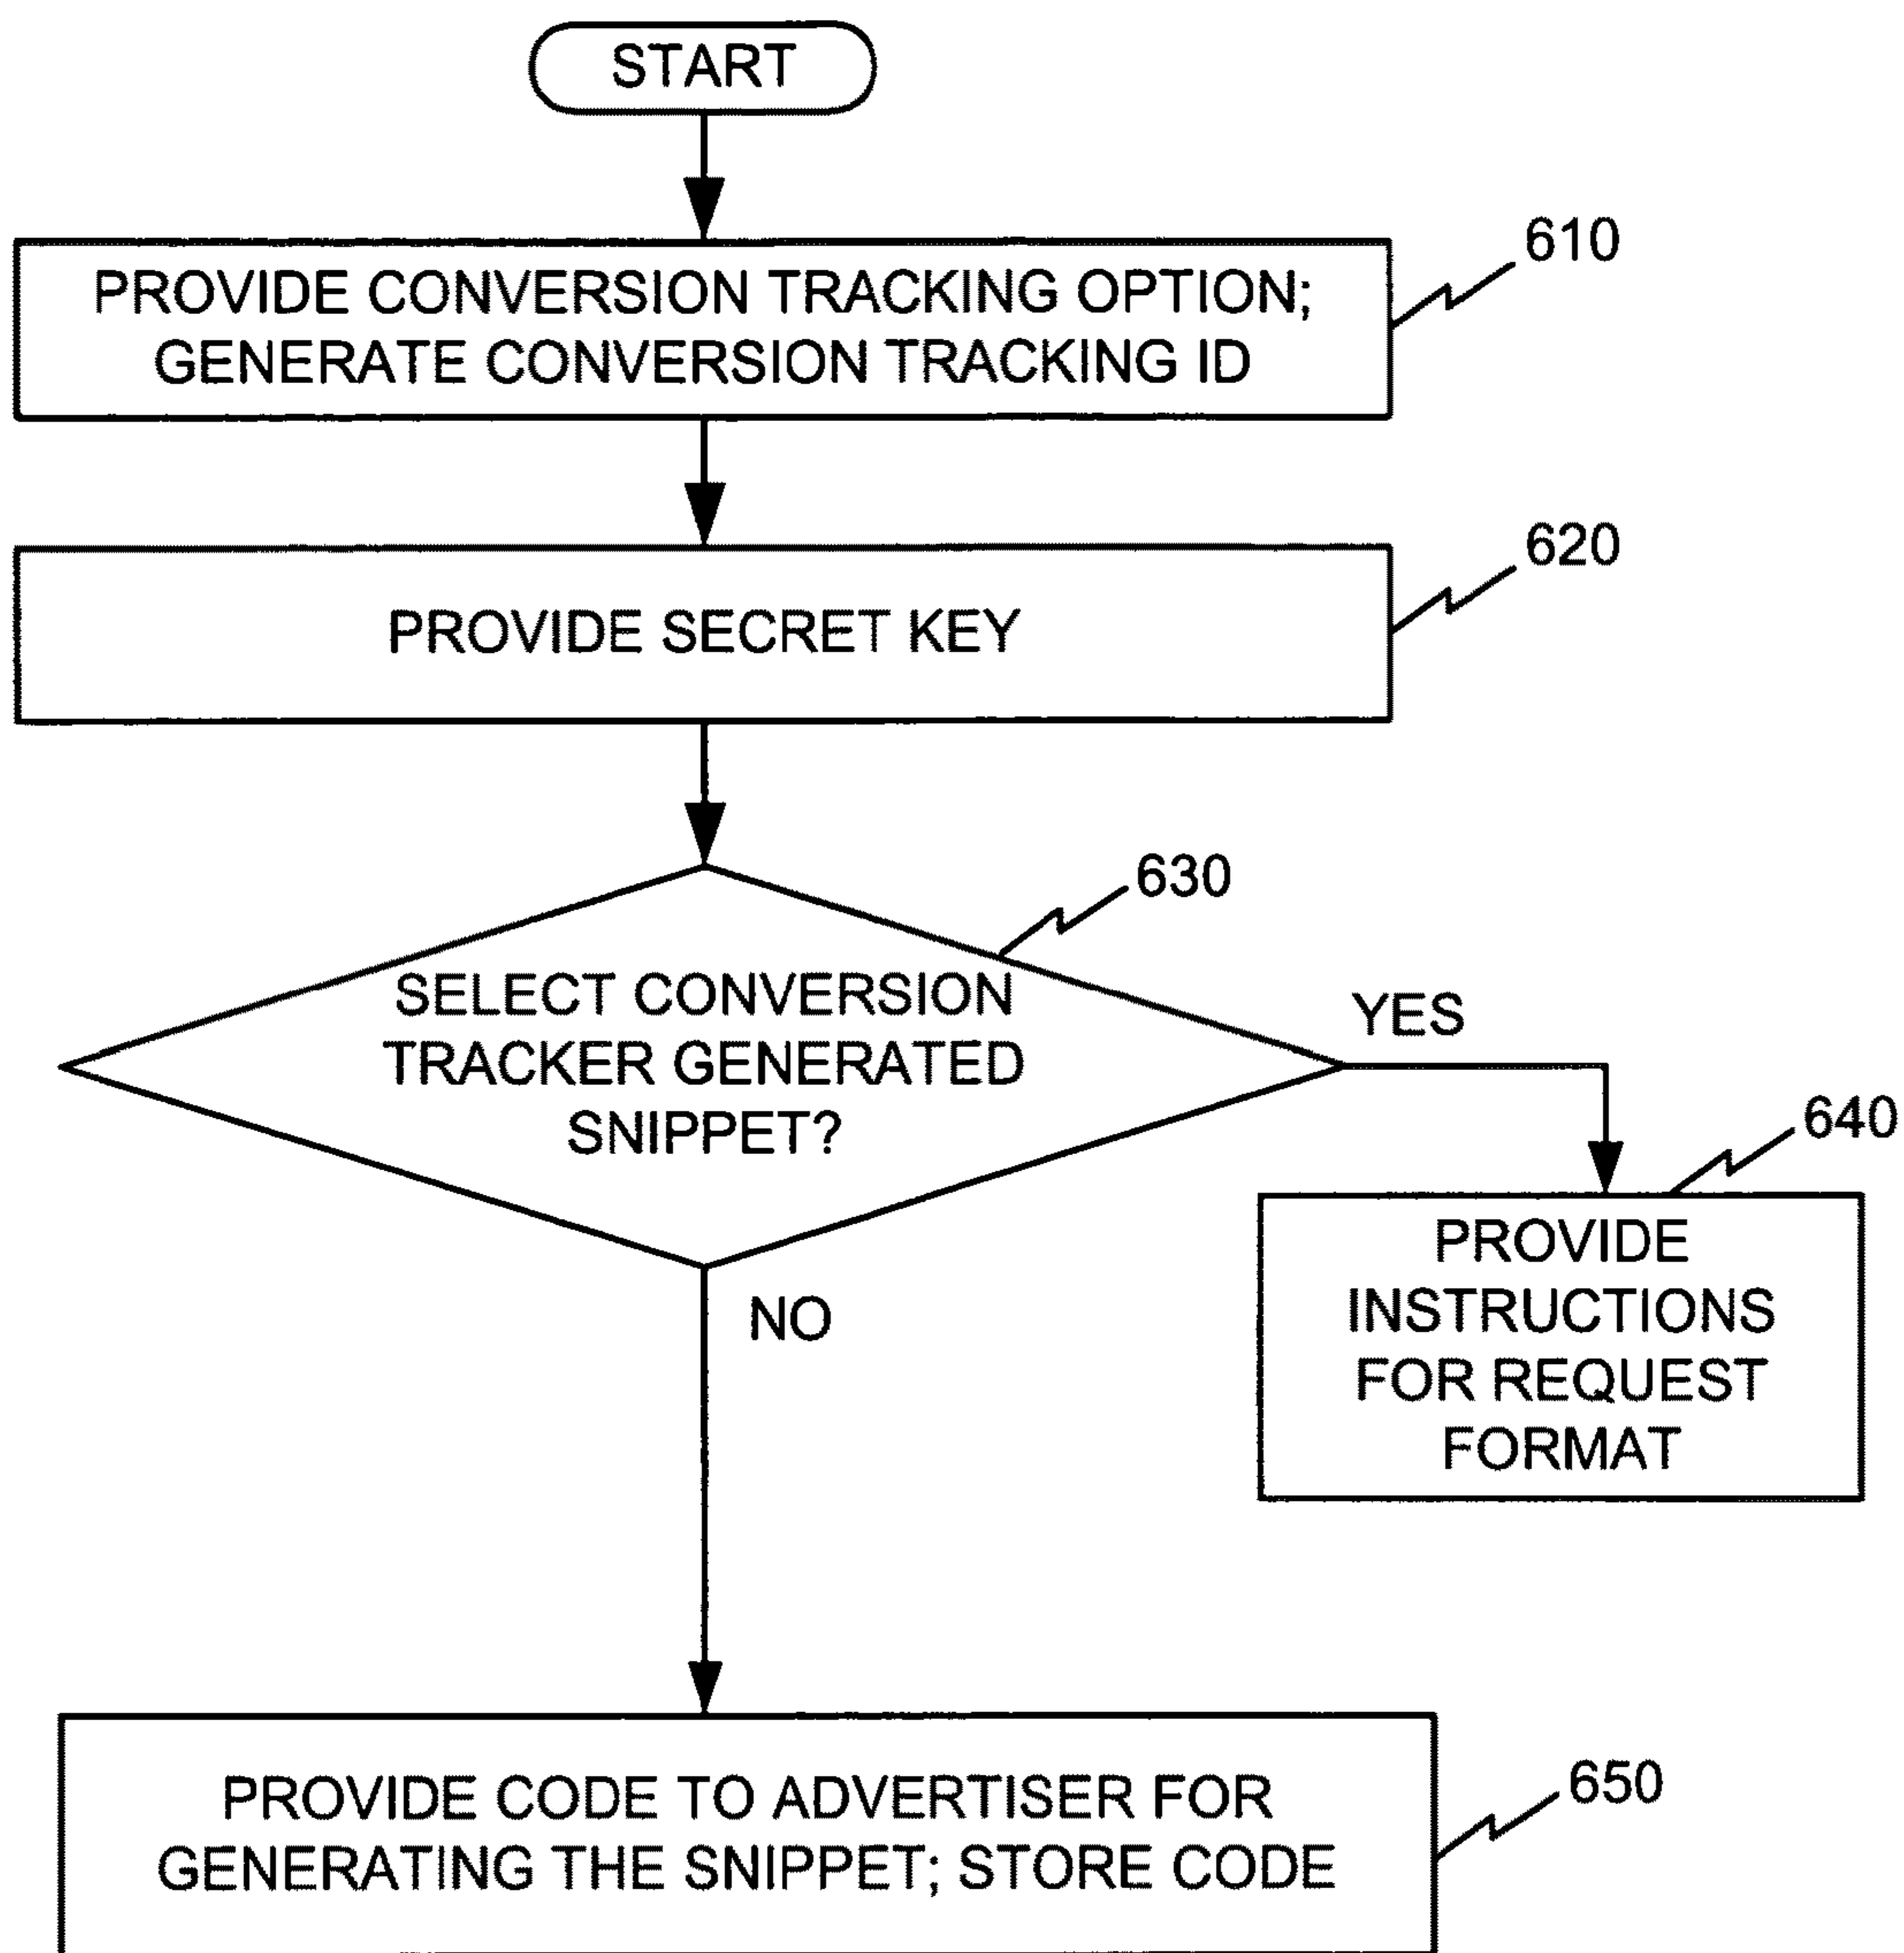 START
610
PROVIDE CONVERSION TRACKING OPTION;
GENERATE CONVERSION TRACKING ID
620
PROVIDE SECRET KEY
630
SELECT CONVERSION
TRACKER GENERATED
SNIPPET?
YES
640
PROVIDE
INSTRUCTIONS
FOR REQUEST
FORMAT
NO
650
PROVIDE CODE TO ADVERTISER FOR
GENERATING THE SNIPPET; STORE CODE